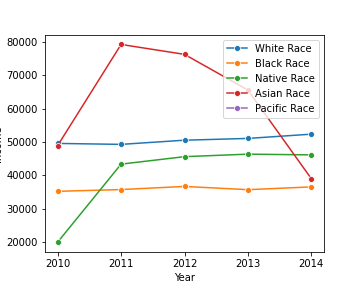 80000
70000
60000
50000
40000
30000
20000
2010
2011
2012
2013
2014
Year
White Race
Black Race
Native Race
Asian Race
Pacific Race